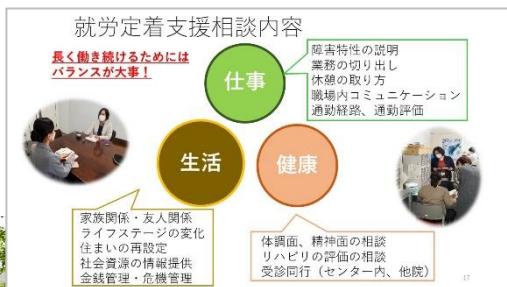 就労定着支援相談内容
長く働き続けるためには
バランスが大事！
仕事
障害特性の説明
業務の切り出し
休憩の取り方
職場内コミュニケーション
通勤経路、通勤評価
生活
健康
家族関係・友人関係
ライフステージの変化
住まいの再設定
社会資源の情報提供
金銭管理・危機管理
体調面、精神面の相談
リハビリの評価の相談
受診同行（センター内、他院）
17